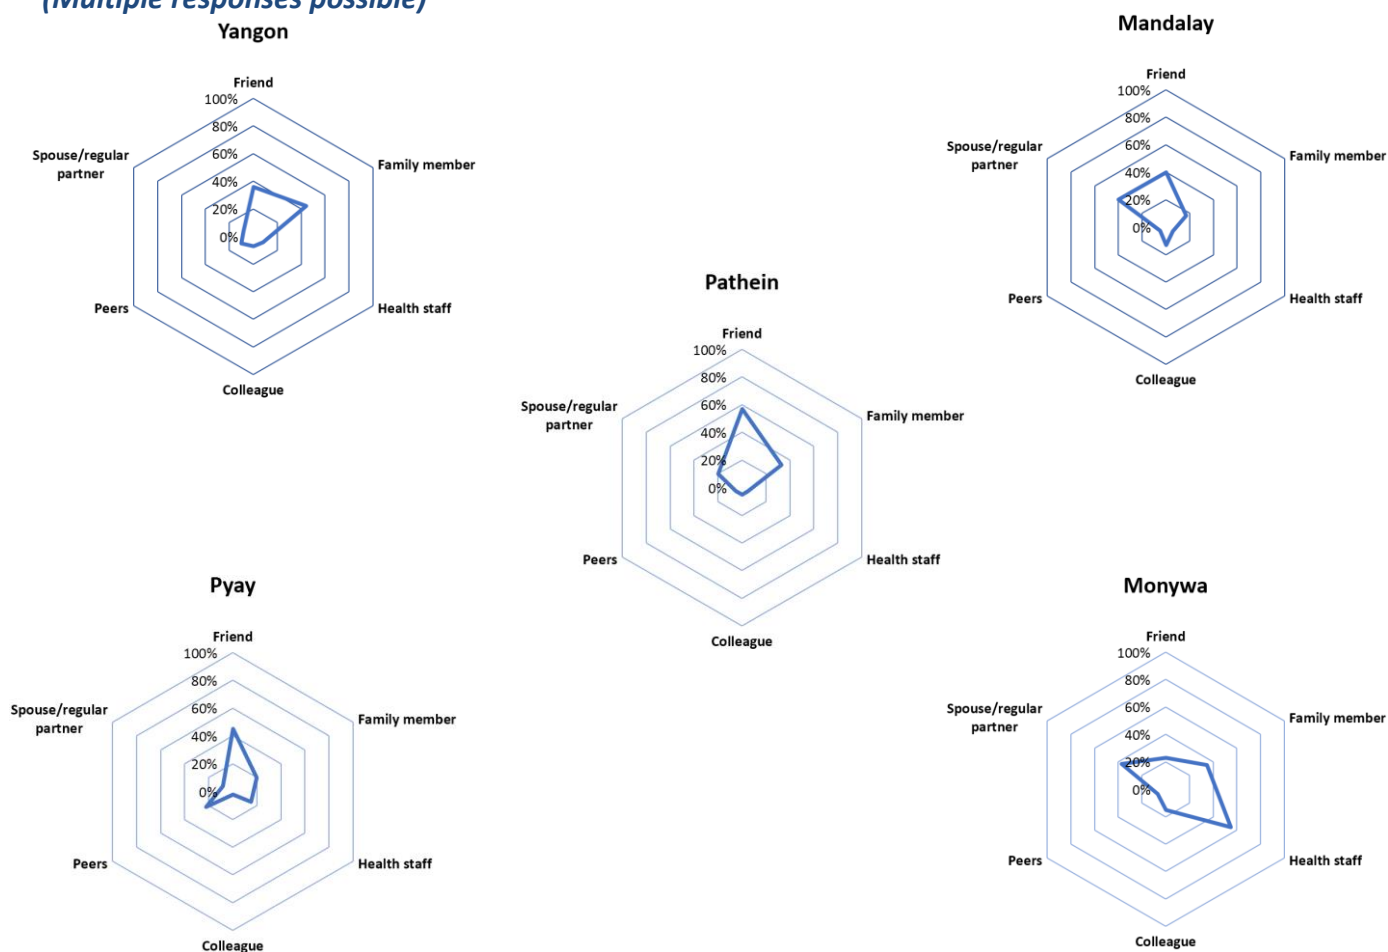 (Multiple responses possible)
Yangon
Friend
100%
80%
60%
40%
20%
0%
Family member
Health staff
Colleague
Peers
Spouse/regular
partner
Mandalay
Friend
100%
80%
60%
40%
20%
0%
Family member
Health staff
Colleague
Peers
Spouse/regular
partner
Pathein
Friend
100%
80%
60%
40%
20%
0%
Family member
Health staff
Colleague
Peers
Spouse/regular
partner
Pyay
Friend
100%
80%
60%
40%
20%
0%
Family member
Health staff
Colleague
Peers
Spouse/regular
partner
Monywa
Friend
100%
80%
60%
40%
20%
0%
Family member
Health staff
Colleague
Peers
Spouse/regular
partner